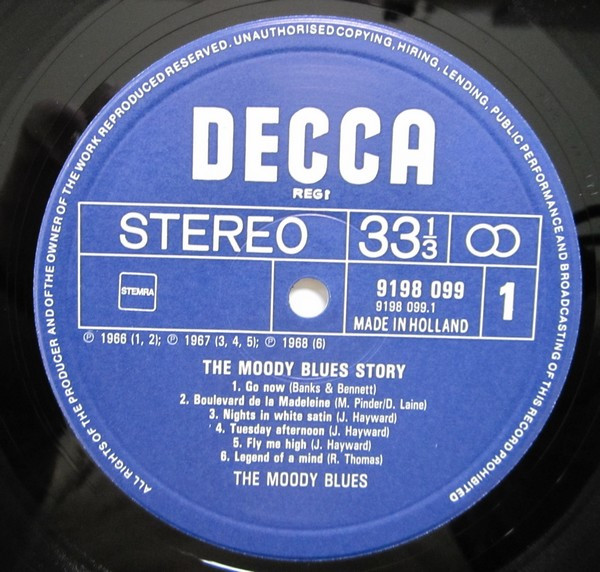 ALL RIGHTS OF THE PRODUCER AND OF THE OWNER OF THE WORK REPRODUCED RESERVED. UNAUTHORISED COPYING, HIRING, LENDING, PUBLIC PERFORMANCE AND BROADCASTING OF THIS RECORD PROHIBITED
DECCA
REGD
STEREO 33⅓ ꝏ
STEMRA
9198 099
9198 099.1
MADE IN HOLLAND
1
℗ 1966 (1, 2); ℗ 1967 (3, 4, 5); ℗ 1968 (6)
THE MOODY BLUES STORY
1. Go now (Banks & Bennett)
2. Boulevard de la Madeleine (M. Pinder/D. Laine)
3. Nights in white satin (J. Hayward)
4. Tuesday afternoon (J. Hayward)
5. Fly me high (J. Hayward)
6. Legend of a mind (R. Thomas)
THE MOODY BLUES